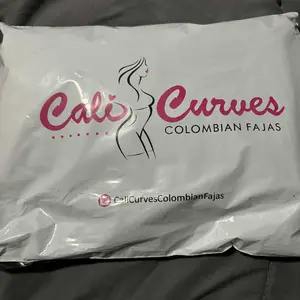 Cali Curves
COLOMBIAN FAJAS
CaliCurvesColombianFajas